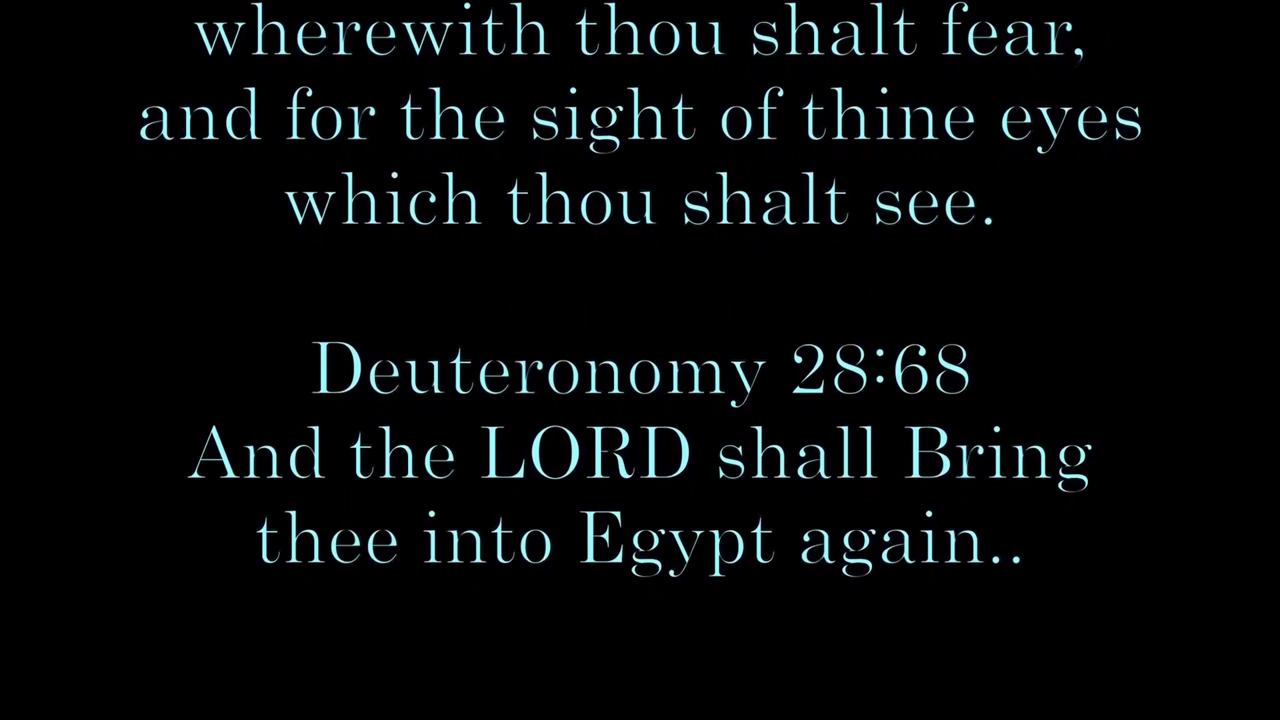 wherewith thou shalt fear,
and for the sight of thine eyes
which thou shalt see.
Deuteronomy 28:68
And the LORD shall Bring
thee into Egypt again..